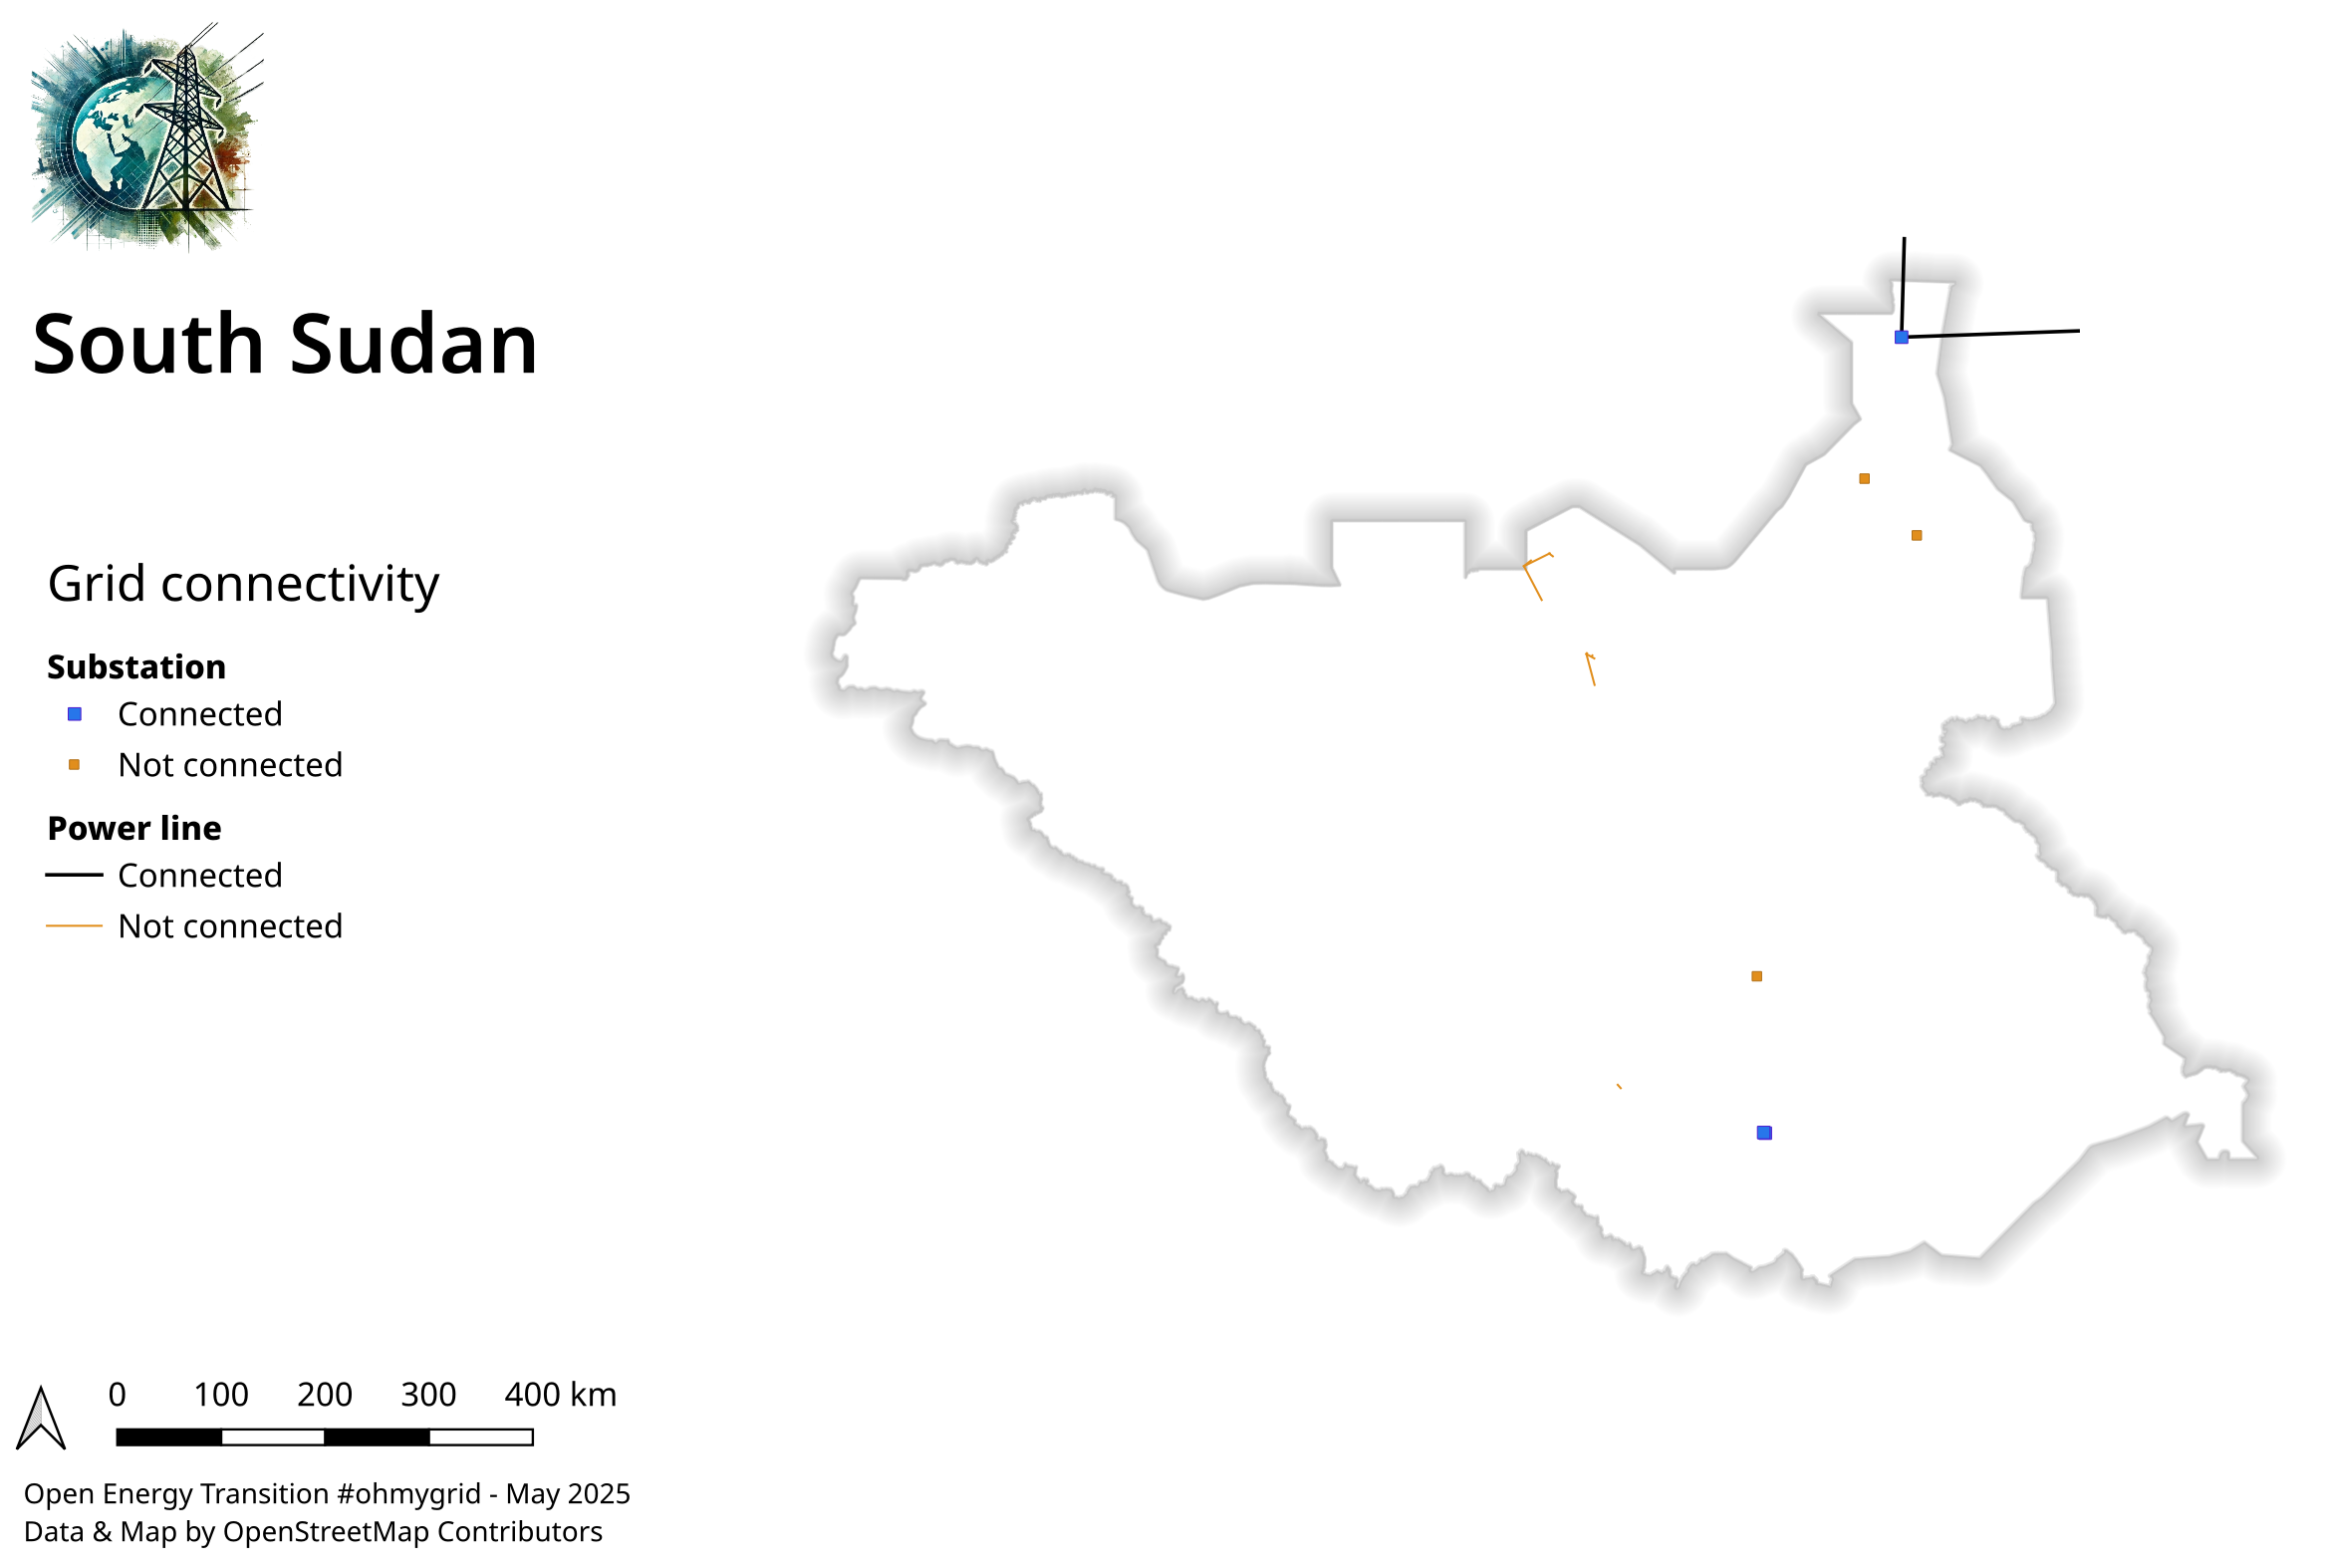 South Sudan
Grid connectivity
Substation
Connected
Not connected
Power line
Connected
Not connected
0 100 200 300 400 km
Open Energy Transition #ohmygrid - May 2025
Data & Map by OpenStreetMap Contributors